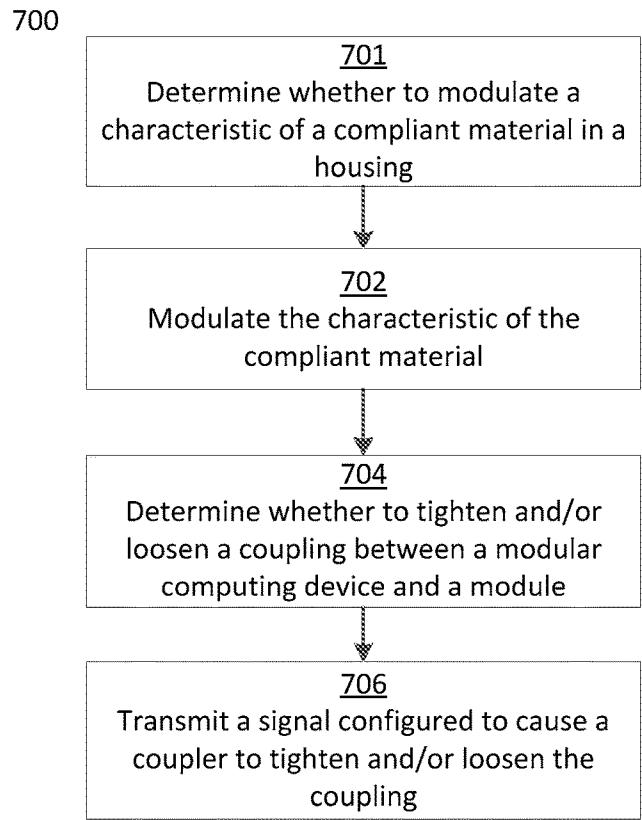 700
701
Determine whether to modulate a
characteristic of a compliant material in a
housing
702
Modulate the characteristic of the
compliant material
704
Determine whether to tighten and/or
loosen a coupling between a modular
computing device and a module
706
Transmit a signal configured to cause a
coupler to tighten and/or loosen the
coupling